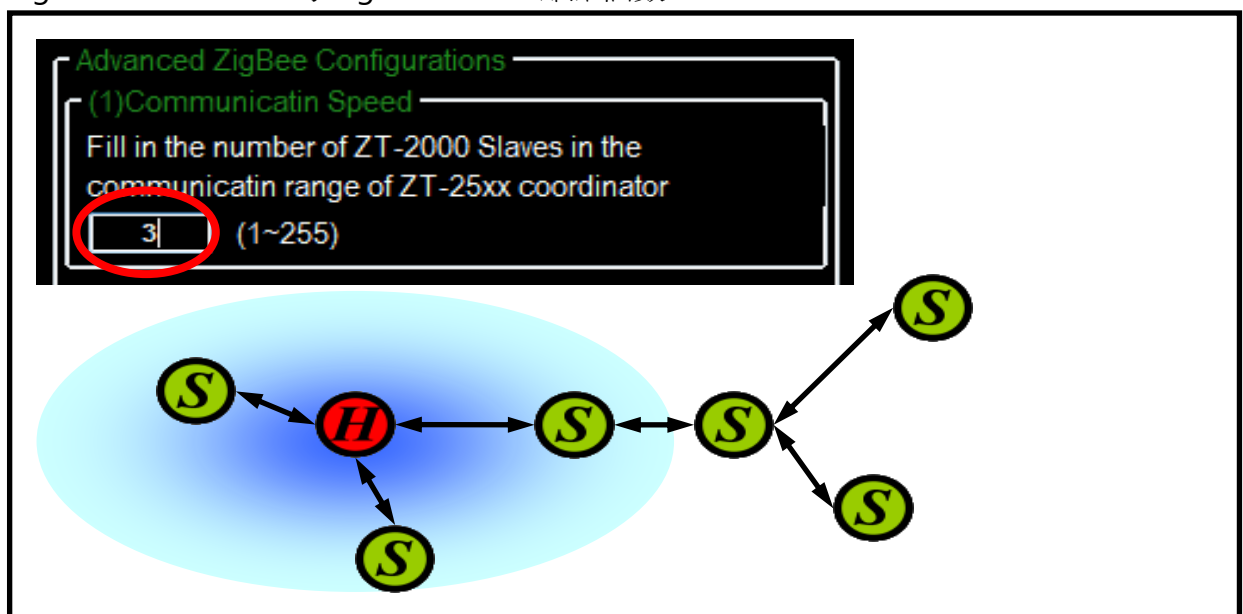 Advanced ZigBee Configurations
(1)Communicatin Speed
Fill in the number of ZT-2000 Slaves in the
communicatin range of ZT-25xx coordinator
3 (1~255)
S
S
H
S
S
S
S